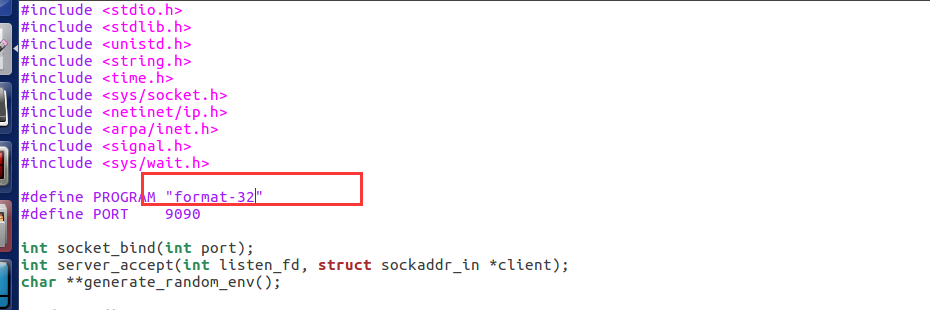 #include <stdio.h>
#include <stdlib.h>
#include <unistd.h>
#include <string.h>
#include <time.h>
#include <sys/socket.h>
#include <netinet/ip.h>
#include <arpa/inet.h>
#include <signal.h>
#include <sys/wait.h>
#define PROGRAM "format-32"
#define PORT    9090
int socket_bind(int port);
int server_accept(int listen_fd, struct sockaddr_in *client);
char **generate_random_env();